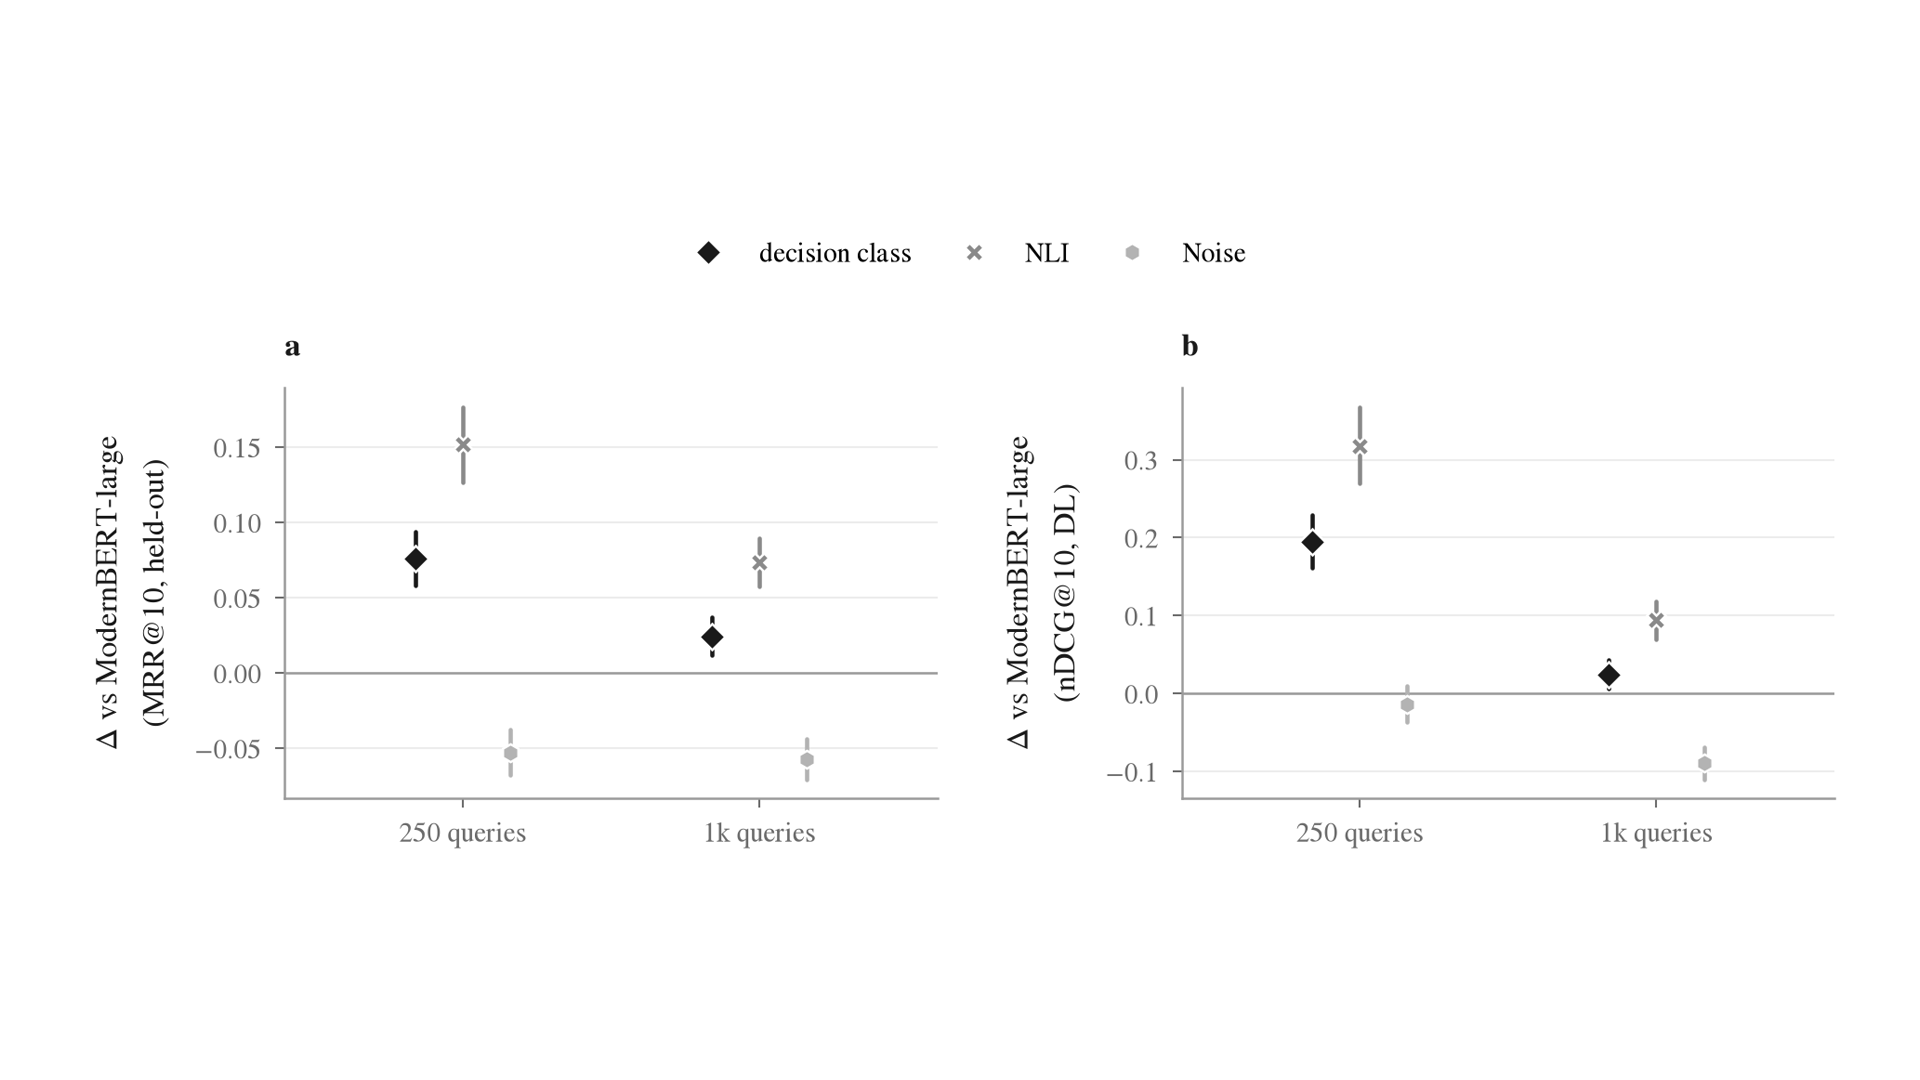 decision class NLI Noise
a
Δ vs ModernBERT-large
(MRR@10, held-out)
0.15
0.10
0.05
0.00
−0.05
250 queries 1k queries
b
Δ vs ModernBERT-large
(nDCG@10, DL)
0.3
0.2
0.1
0.0
−0.1
250 queries 1k queries